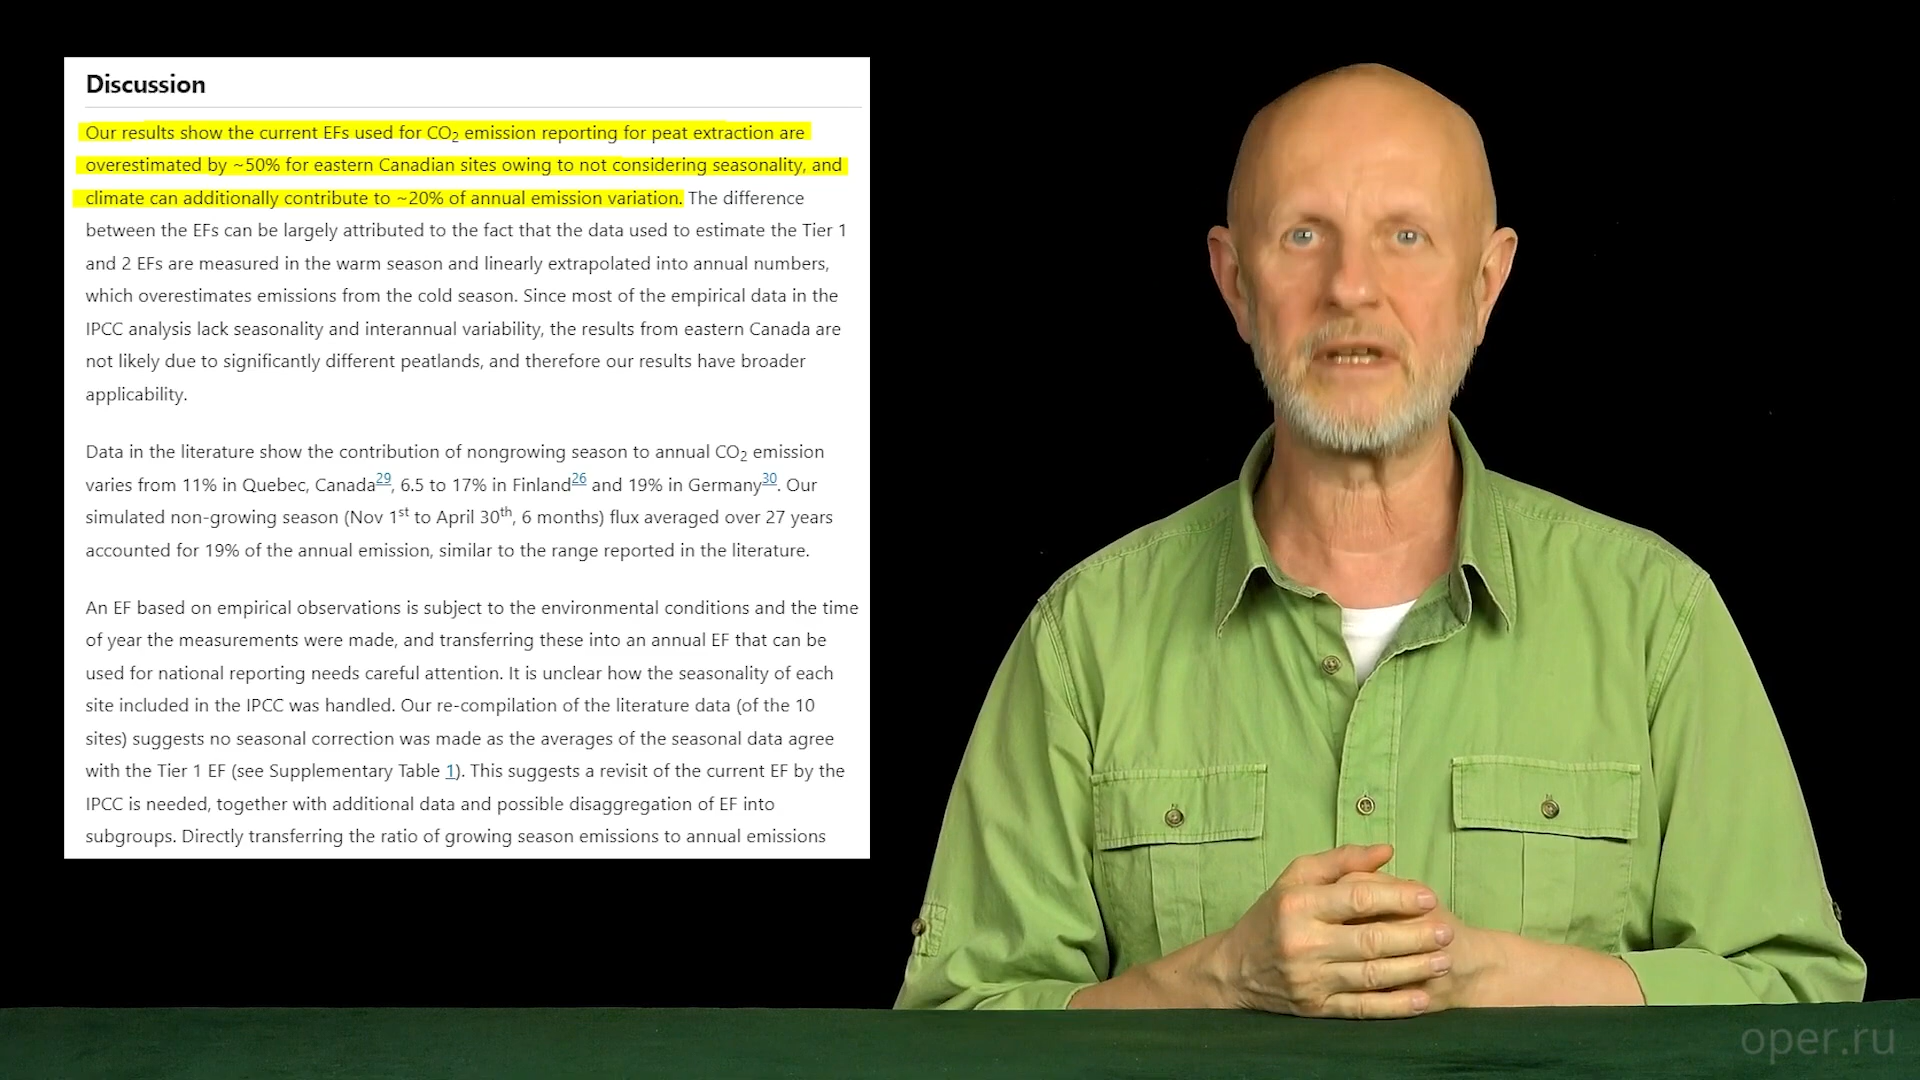 Discussion
Our results show the current EFs used for CO₂ emission reporting for peat extraction are
overestimated by ~50% for eastern Canadian sites owing to not considering seasonality, and
climate can additionally contribute to ~20% of annual emission variation. The difference
between the EFs can be largely attributed to the fact that the data used to estimate the Tier 1
and 2 EFs are measured in the warm season and linearly extrapolated into annual numbers,
which overestimates emissions from the cold season. Since most of the empirical data in the
IPCC analysis lack seasonality and interannual variability, the results from eastern Canada are
not likely due to significantly different peatlands, and therefore our results have broader
applicability.
Data in the literature show the contribution of nongrowing season to annual CO₂ emission
varies from 11% in Quebec, Canada²⁹, 6.5 to 17% in Finland²⁶ and 19% in Germany³⁰. Our
simulated non-growing season (Nov 1ˢᵗ to April 30ᵗʰ, 6 months) flux averaged over 27 years
accounted for 19% of the annual emission, similar to the range reported in the literature.
An EF based on empirical observations is subject to the environmental conditions and the time
of year the measurements were made, and transferring these into an annual EF that can be
used for national reporting needs careful attention. It is unclear how the seasonality of each
site included in the IPCC was handled. Our re-compilation of the literature data (of the 10
sites) suggests no seasonal correction was made as the averages of the seasonal data agree
with the Tier 1 EF (see Supplementary Table 1). This suggests a revisit of the current EF by the
IPCC is needed, together with additional data and possible disaggregation of EF into
subgroups. Directly transferring the ratio of growing season emissions to annual emissions
oper.ru